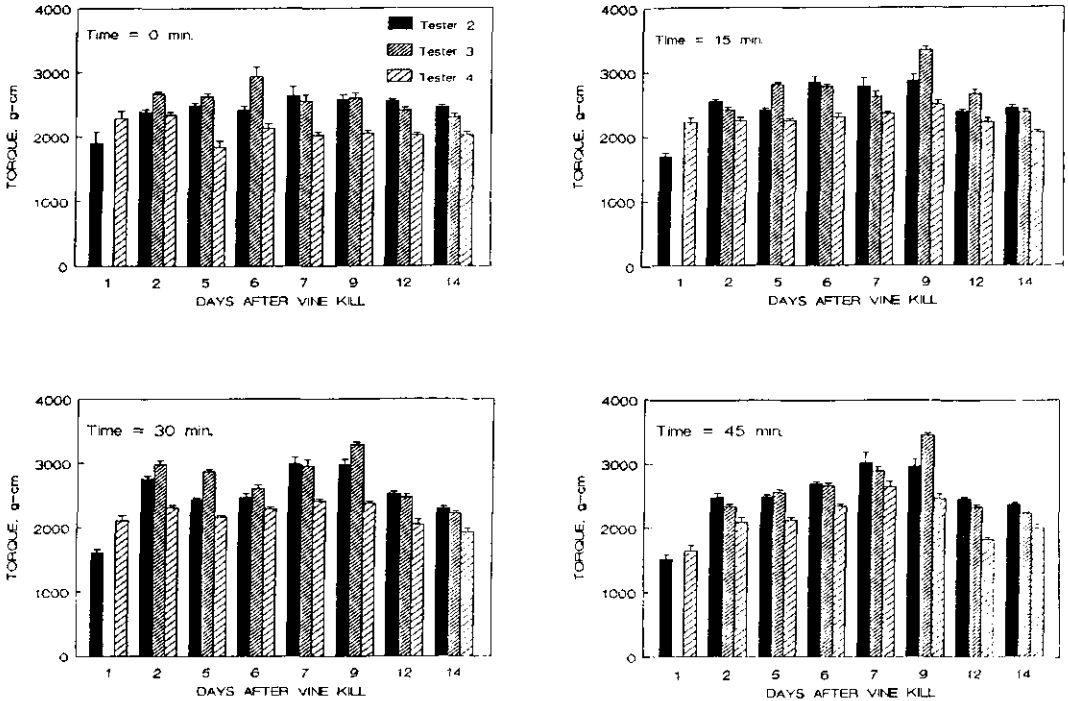 4000
3000
2000
1000
0
TORQUE, g-cm
Time = 0 min.
Tester 2
Tester 3
Tester 4
1 2 5 6 7 9 12 14
DAYS AFTER VINE KILL
4000
3000
2000
1000
0
TORQUE, g-cm
Time = 15 min.
1 2 5 6 7 9 12 14
DAYS AFTER VINE KILL
4000
3000
2000
1000
0
TORQUE, g-cm
Time = 30 min.
1 2 5 6 7 9 12 14
DAYS AFTER VINE KILL
4000
3000
2000
1000
0
TORQUE, g-cm
Time = 45 min.
1 2 5 6 7 9 12 14
DAYS AFTER VINE KILL